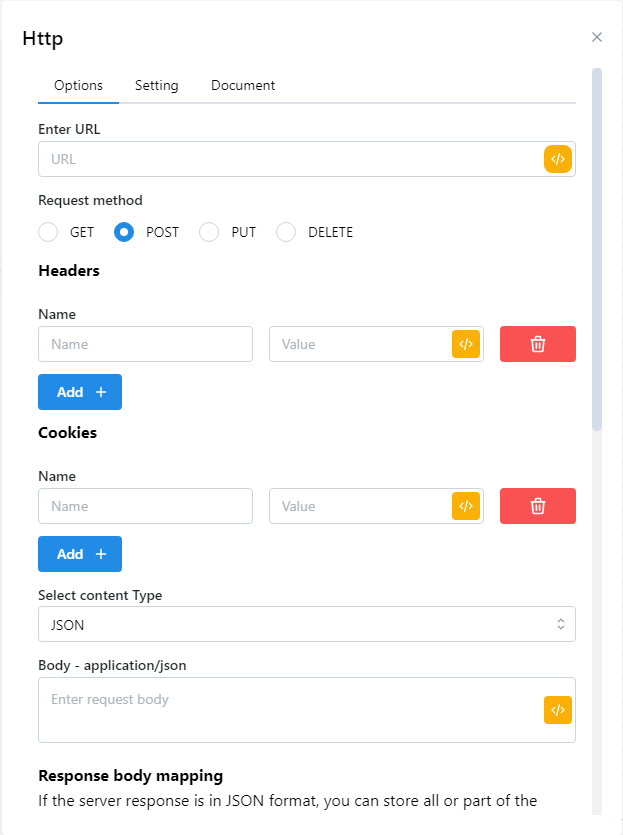 Http
Options Setting Document
Enter URL
URL </>
Request method
GET POST PUT DELETE
Headers
Name
Name Value </>
Add +
Cookies
Name
Name Value </>
Add +
Select content Type
JSON
Body - application/json
Enter request body </>
Response body mapping
If the server response is in JSON format, you can store all or part of the